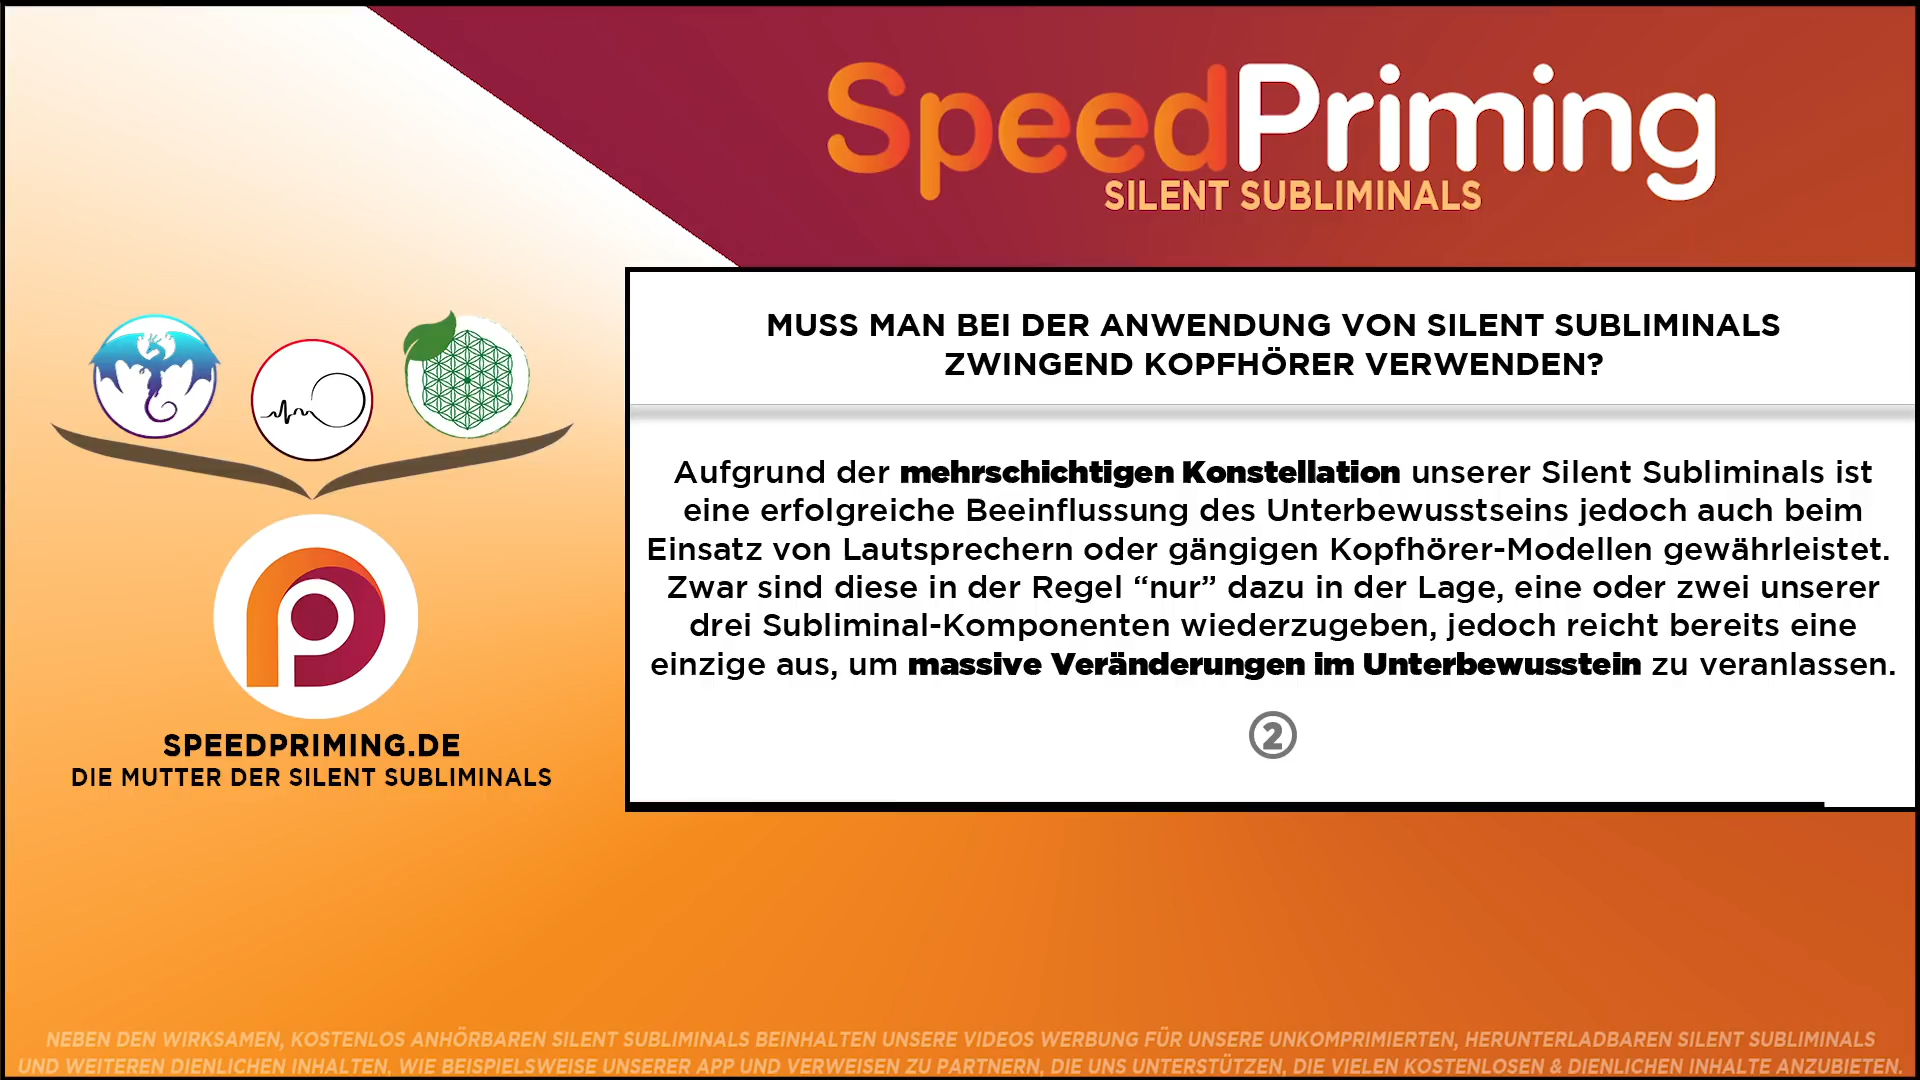 SpeedPriming
SILENT SUBLIMINALS
MUSS MAN BEI DER ANWENDUNG VON SILENT SUBLIMINALS
ZWINGEND KOPFHÖRER VERWENDEN?
Aufgrund der mehrschichtigen Konstellation unserer Silent Subliminals ist
eine erfolgreiche Beeinflussung des Unterbewusstseins jedoch auch beim
Einsatz von Lautsprechern oder gängigen Kopfhörer-Modellen gewährleistet.
Zwar sind diese in der Regel “nur” dazu in der Lage, eine oder zwei unserer
drei Subliminal-Komponenten wiederzugeben, jedoch reicht bereits eine
einzige aus, um massive Veränderungen im Unterbewusstein zu veranlassen.
2
SPEEDPRIMING.DE
DIE MUTTER DER SILENT SUBLIMINALS
NEBEN DEN WIRKSAMEN, KOSTENLOS ANHÖRBAREN SILENT SUBLIMINALS BEINHALTEN UNSERE VIDEOS WERBUNG FÜR UNSERE UNKOMPRIMIERTEN, HERUNTERLADBAREN SILENT SUBLIMINALS
UND WEITEREN DIENLICHEN INHALTEN, WIE BEISPIELSWEISE UNSERER APP UND VERWEISEN ZU PARTNERN, DIE UNS UNTERSTÜTZEN, DIE VIELEN KOSTENLOSEN & DIENLICHEN INHALTE ANZUBIETEN.